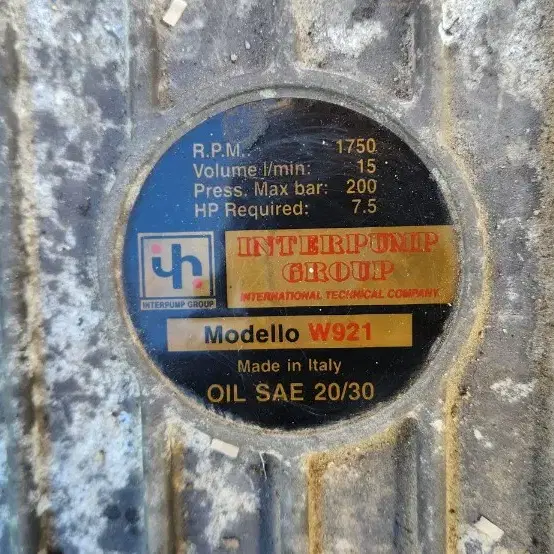 R.P.M.: 1750
Volume l/min: 15
Press. Max bar: 200
HP Required: 7.5
INTERPUMP
GROUP
INTERNATIONAL TECHNICAL COMPANY
ip
INTERPUMP GROUP
Modello W921
Made in Italy
OIL SAE 20/30